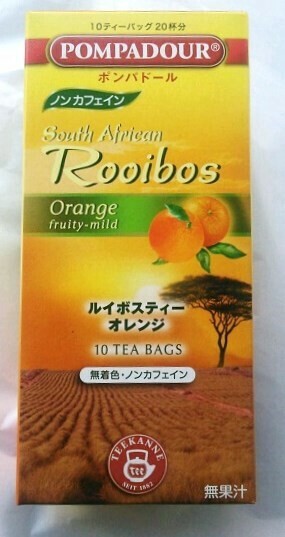 10ティーバッグ20杯分
POMPADOUR®
ポンパドール
ノンカフェイン
South African
Rooibos
Orange
fruity-mild
ルイボスティー
オレンジ
10 TEA BAGS
無着色・ノンカフェイン
TEEKANNE
tee
SEIT 1882
無果汁